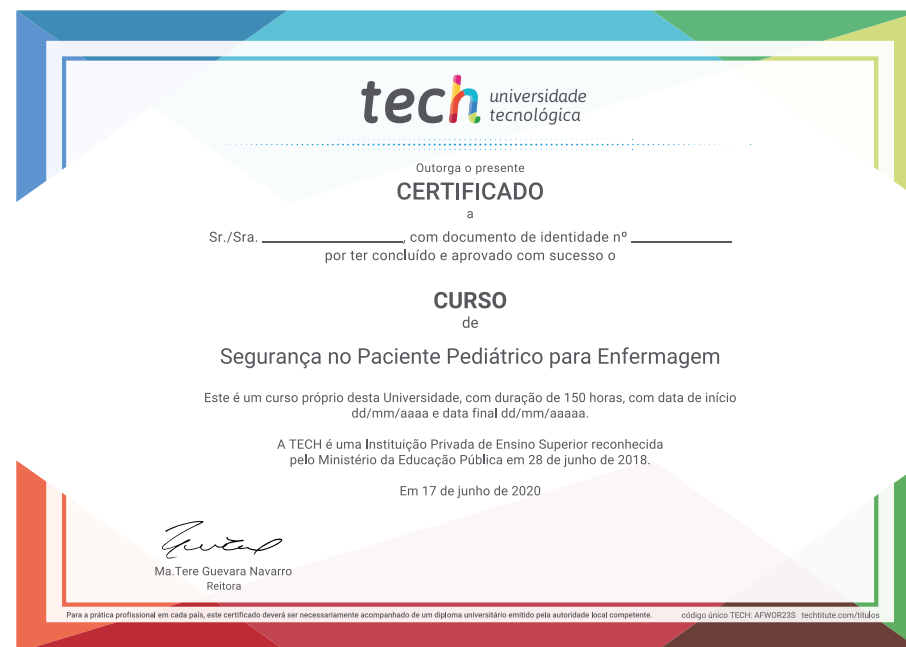 tech universidade
tecnológica
Outorga o presente
CERTIFICADO
a
Sr./Sra. ____________________, com documento de identidade nº ______________
por ter concluído e aprovado com sucesso o
CURSO
de
Segurança no Paciente Pediátrico para Enfermagem
Este é um curso próprio desta Universidade, com duração de 150 horas, com data de início
dd/mm/aaaa e data final dd/mm/aaaaa.
A TECH é uma Instituição Privada de Ensino Superior reconhecida
pelo Ministério da Educação Pública em 28 de junho de 2018.
Em 17 de junho de 2020
Ma.Tere Guevara Navarro
Reitora
Para a prática profissional em cada país, este certificado deverá ser necessariamente acompanhado de um diploma universitário emitido pela autoridade local competente. código único TECH: AFWOR23S techtitute.com/titulos